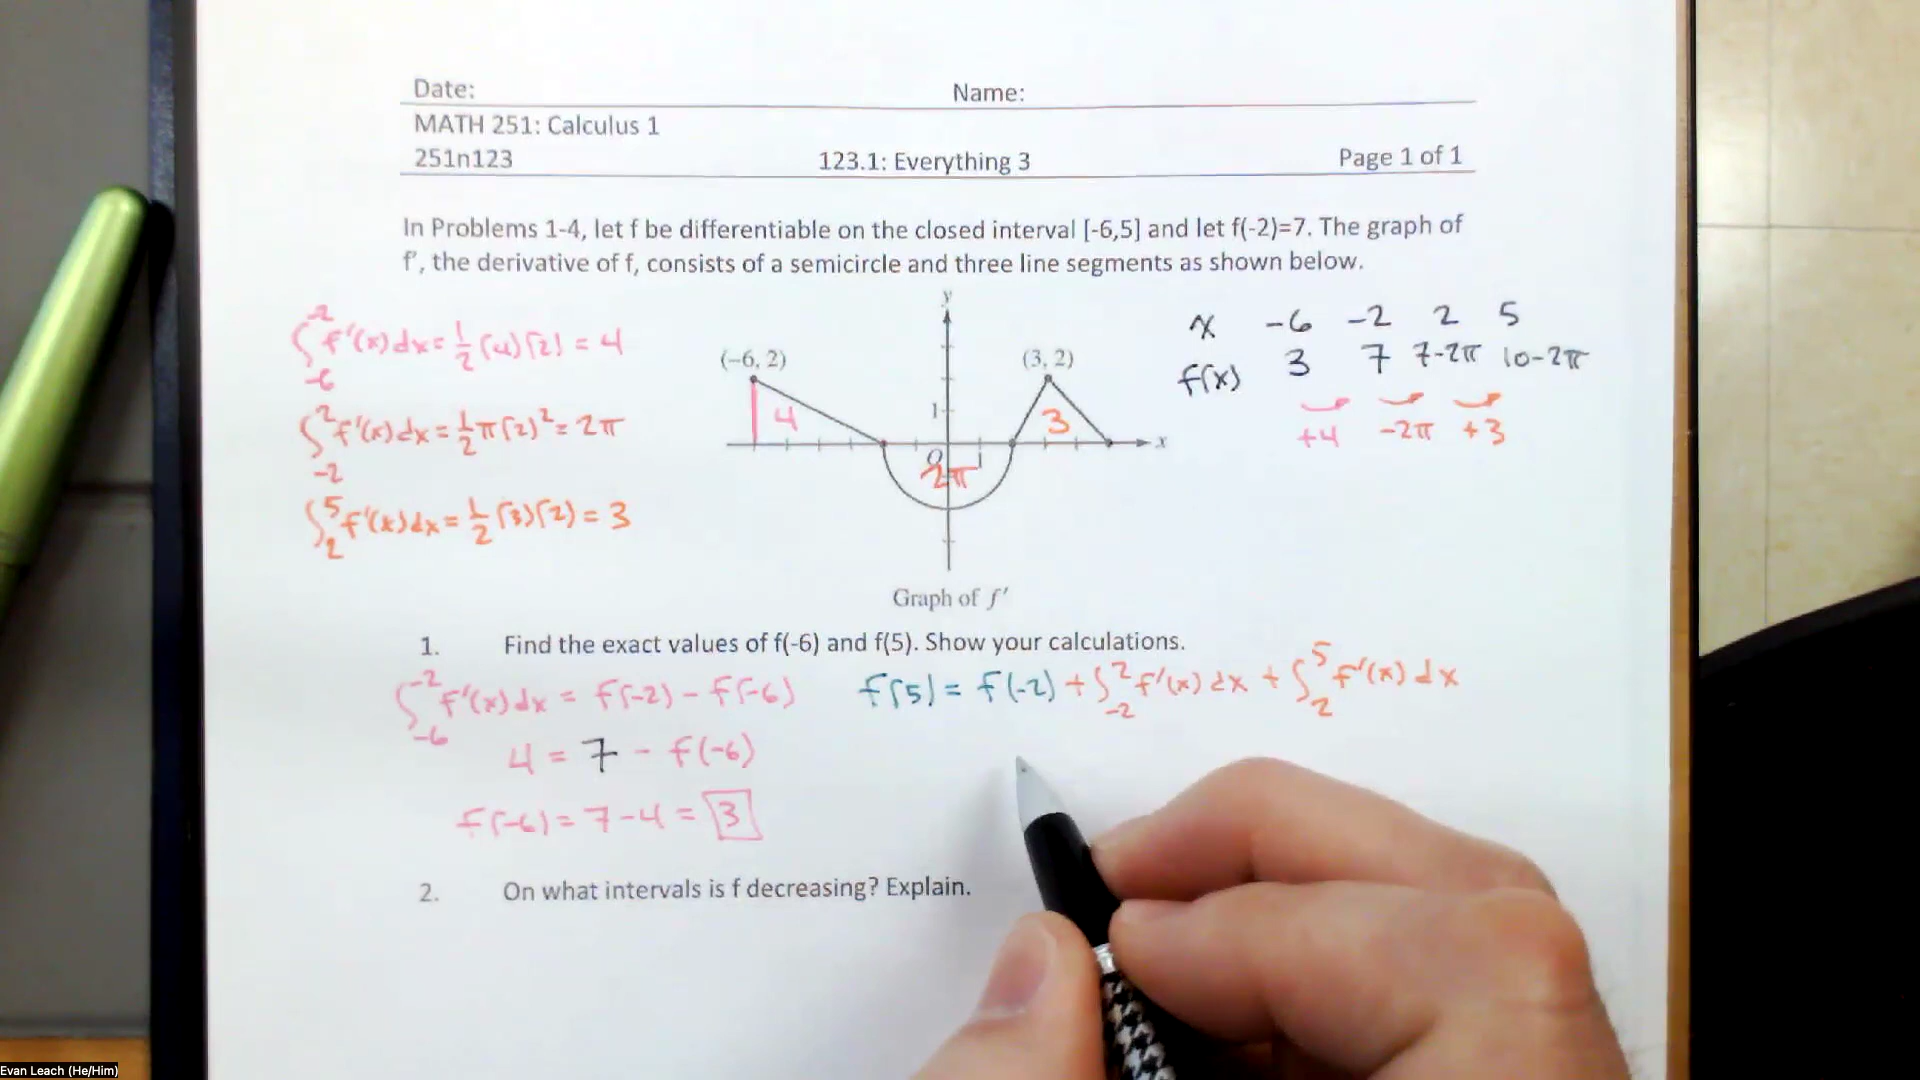 Date: Name:
MATH 251: Calculus 1
251n123 123.1: Everything 3 Page 1 of 1
In Problems 1-4, let f be differentiable on the closed interval [-6,5] and let f(-2)=7. The graph of
f', the derivative of f, consists of a semicircle and three line segments as shown below.
∫_{-6}^{-2} f'(x)dx = 1/2 (4)(2) = 4
∫_{-2}^{2} f'(x)dx = 1/2 π(2)² = 2π
∫_{2}^{5} f'(x)dx = 1/2 (3)(2) = 3
y
(-6, 2) (3, 2)
4 1 3
O 1 x
2π
Graph of f'
x -6 -2 2 5
f(x) 3 7 7-2π 10-2π
+4 -2π +3
1. Find the exact values of f(-6) and f(5). Show your calculations.
∫_{-6}^{-2} f'(x)dx = f(-2) - f(-6)
4 = 7 - f(-6)
f(-6) = 7-4 = 3
f(5) = f(-2) + ∫_{-2}^{2} f'(x)dx + ∫_{2}^{5} f'(x)dx
2. On what intervals is f decreasing? Explain.
Evan Leach (He/Him)